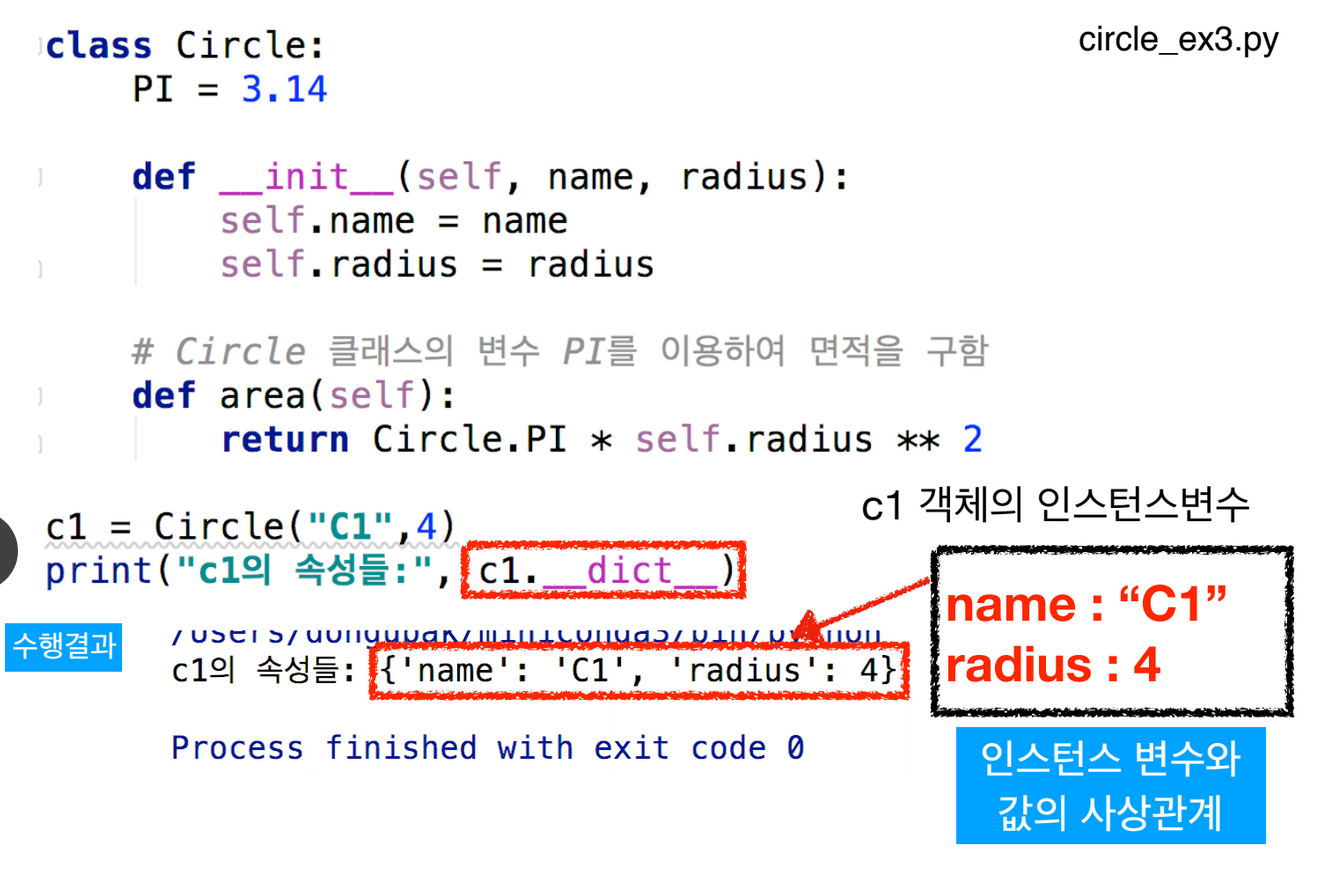 circle_ex3.py
class Circle:
    PI = 3.14
    def __init__(self, name, radius):
        self.name = name
        self.radius = radius
    # Circle 클래스의 변수 PI를 이용하여 면적을 구함
    def area(self):
        return Circle.PI * self.radius ** 2
c1 = Circle("C1",4)
print("c1의 속성들:", c1.__dict__)
c1 객체의 인스턴스변수
name : “C1”
radius : 4
수행결과
/Users/dongupak/miniconda3/bin/python
c1의 속성들: {'name': 'C1', 'radius': 4}
Process finished with exit code 0
인스턴스 변수와
값의 사상관계